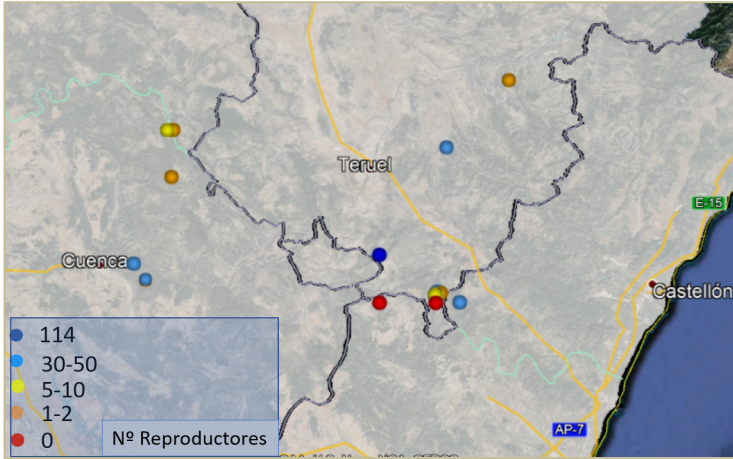 Teruel
E-15
Cuenca
Castellón
114
30-50
5-10
1-2
0
Nº Reproductores
AP-7